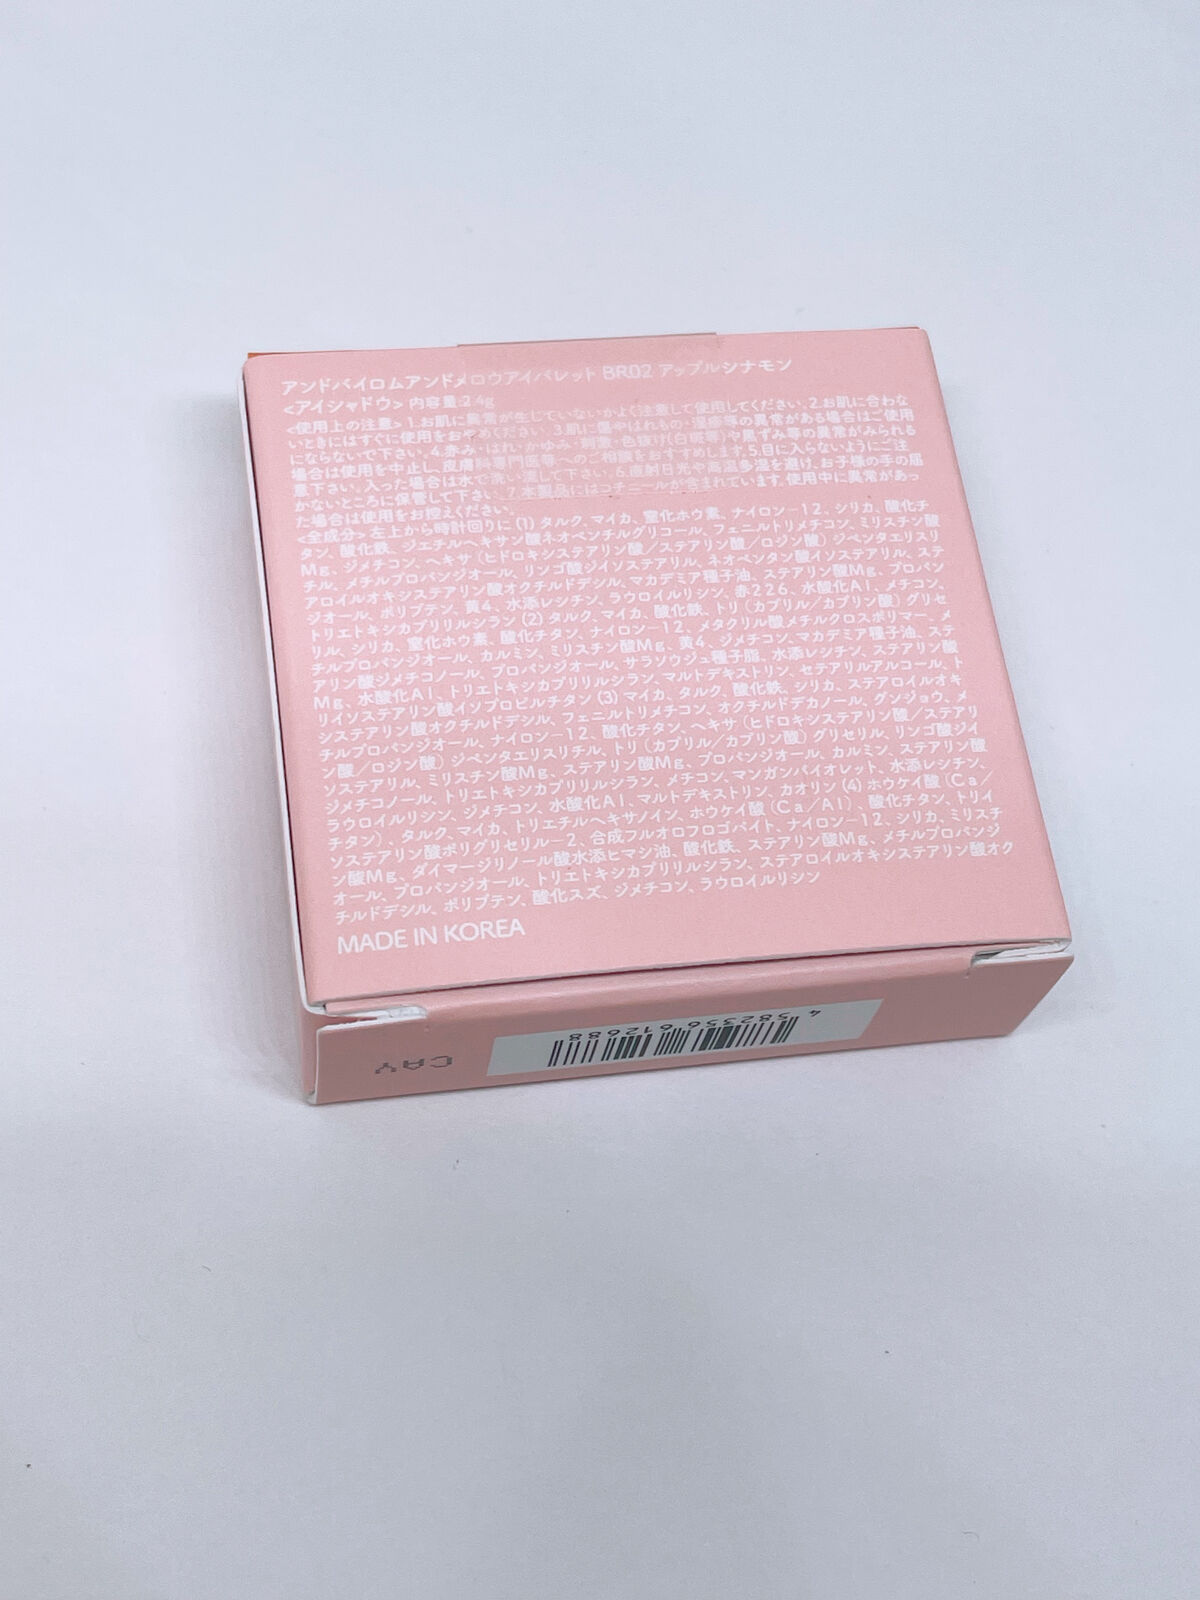 アンドバイロムアンドメロウアイパレット BR02 アップルシナモン
<アイシャドウ> 内容量:2.4g
<使用上の注意> 1.お肌に異常が生じていないかよく注意して使用してください。2.お肌に合わな
いときにはすぐに使用をおやめください。3.肌に傷やはれもの・湿疹等の異常がある場合はご使用
にならないで下さい。4.赤み・はれ・かゆみ・刺激・色抜け(白斑等)や黒ずみ等の異常がみられる
場合は使用を中止し、皮膚科専門医等へのご相談をおすすめします。5.目に入らないようにご注
意下さい。入った場合は水で洗い流して下さい。6.直射日光や高温多湿を避け、お子様の手の届
かないところに保管して下さい。7.本製品にはコチニールが含まれています。使用中に異常があっ
た場合は使用をお控えください。
<全成分> 左上から時計回りに (1) タルク、マイカ、窒化ホウ素、ナイロン-12、シリカ、酸化チ
タン、酸化鉄、ジエチルヘキサン酸ネオペンチルグリコール、フェニルトリメチコン、ミリスチン酸
Mg、ジメチコン、ヘキサ (ヒドロキシステアリン酸/ステアリン酸/ロジン酸) ジペンタエリスリ
チル、メチルプロパンジオール、リンゴ酸ジイソステアリル、ネオペンタン酸イソステアリル、ステ
アロイルオキシステアリン酸オクチルドデシル、マカデミア種子油、ステアリン酸Mg、プロパン
ジオール、ポリブテン、黄4、水添レシチン、ラウロイルリシン、赤226、水酸化Al、メチコン、
トリエトキシカプリリルシラン (2) タルク、マイカ、酸化鉄、トリ (カプリル/カプリン酸) グリセ
リル、シリカ、窒化ホウ素、酸化チタン、ナイロン-12、メタクリル酸メチルクロスポリマー、メ
チルプロパンジオール、カルミン、ミリスチン酸Mg、黄4、ジメチコン、マカデミア種子油、ステ
アリン酸ジメチコノール、プロパンジオール、サラソウジュ種子脂、水添レシチン、ステアリン酸
Mg、水酸化Al、トリエトキシカプリリルシラン、マルトデキストリン、セテアリルアルコール、ト
リイソステアリン酸イソプロピルチタン (3) マイカ、タルク、酸化鉄、シリカ、ステアロイルオキ
システアリン酸オクチルドデシル、フェニルトリメチコン、オクチルドデカノール、グンジョウ、メ
チルプロパンジオール、ナイロン-12、酸化チタン、ヘキサ (ヒドロキシステアリン酸/ステアリ
ン酸/ロジン酸) ジペンタエリスリチル、トリ (カプリル/カプリン酸) グリセリル、リンゴ酸ジイ
ソステアリル、ミリスチン酸Mg、ステアリン酸Mg、プロパンジオール、カルミン、ステアリン酸
ジメチコノール、トリエトキシカプリリルシラン、メチコン、マンガンバイオレット、水添レシチン、
ラウロイルリシン、ジメチコン、水酸化Al、マルトデキストリン、カオリン (4) ホウケイ酸 (Ca/
チタン)、タルク、マイカ、トリエチルヘキサノイン、ホウケイ酸 (Ca/Al)、酸化チタン、トリイ
ソステアリン酸ポリグリセリル-2、合成フルオロフロゴパイト、ナイロン-12、シリカ、ミリスチ
ン酸Mg、ダイマージリノール酸水添ヒマシ油、酸化鉄、ステアリン酸Mg、メチルプロパンジ
オール、プロパンジオール、トリエトキシカプリリルシラン、ステアロイルオキシステアリン酸オク
チルドデシル、ポリブテン、酸化スズ、ジメチコン、ラウロイルリシン
MADE IN KOREA
4 582356 612688
CAY